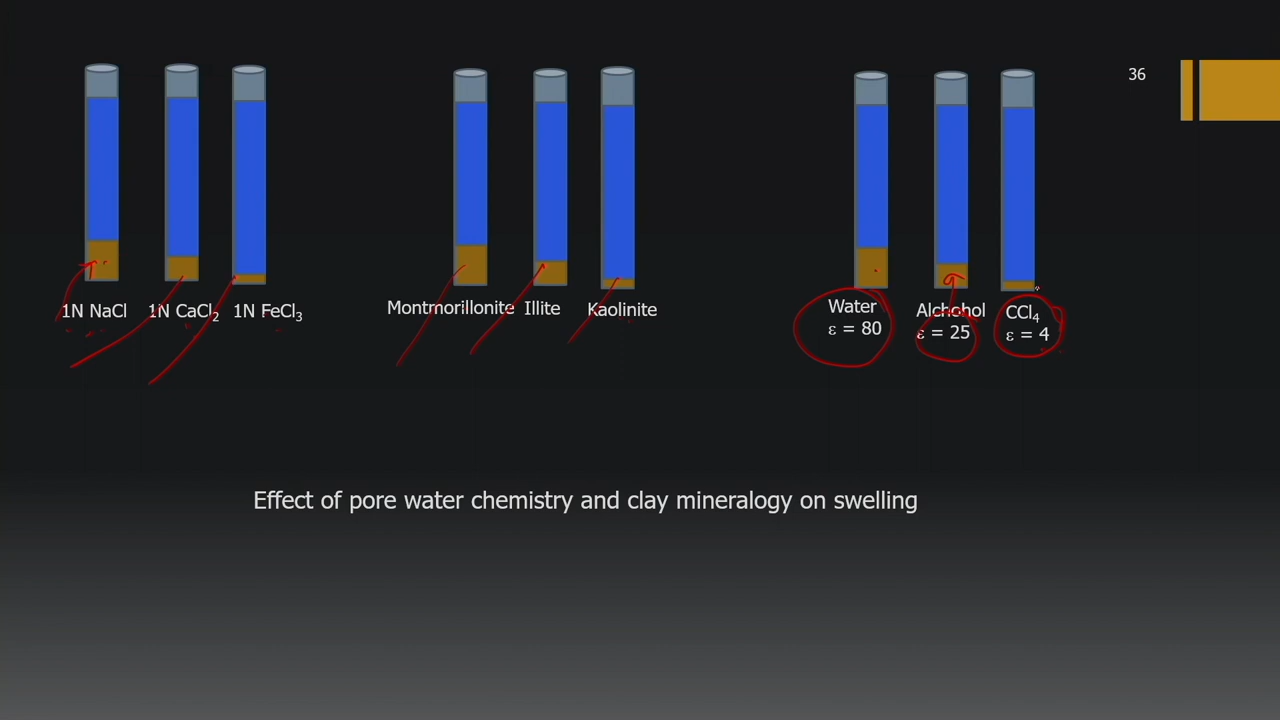 36
1N NaCl
1N CaCl₂
1N FeCl₃
Montmorillonite
Illite
Kaolinite
Water
ε = 80
Alchohol
ε = 25
CCl₄
ε = 4
Effect of pore water chemistry and clay mineralogy on swelling